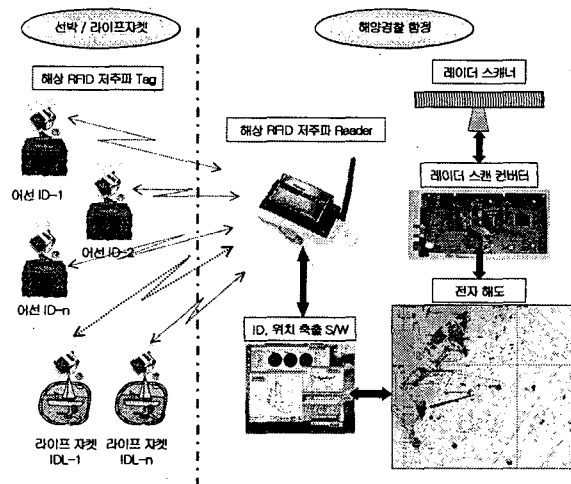 선박 / 라이프자켓
해양경찰 함정
해상 RFID 저주파 Tag
어선 ID-1
어선 ID-2
어선 ID-n
라이프 자켓
IDL-1
라이프 자켓
IDL-n
해상 RFID 저주파 Reader
ID, 위치 추출 S/W
레이더 스캐너
레이더 스캔 컨버터
전자 해도